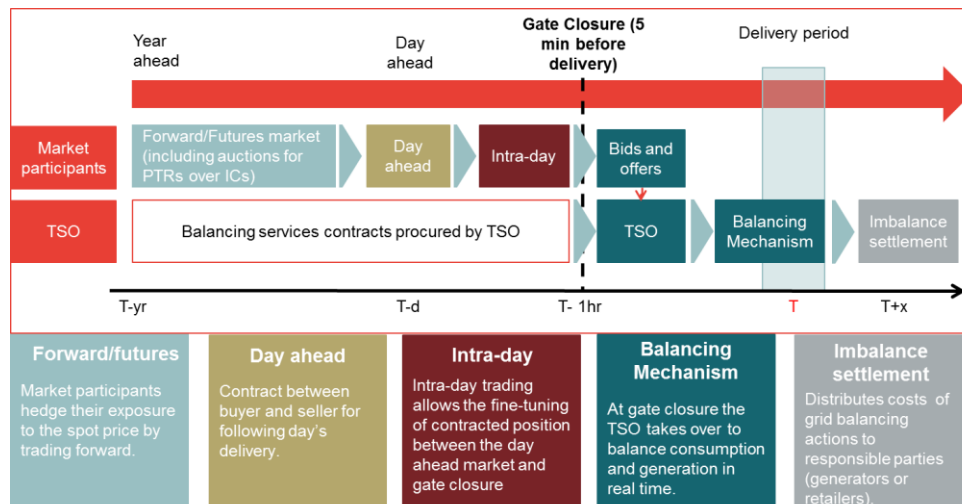 Year
ahead
Day
ahead
Gate Closure (5
min before
delivery)
Delivery period
Market
participants
Forward/Futures market
(including auctions for
PTRs over ICs)
Day
ahead
Intra-day
Bids and
offers
TSO
Balancing services contracts procured by TSO
TSO
Balancing
Mechanism
Imbalance
settlement
T-yr
T-d
T- 1hr
T
T+x
Forward/futures
Market participants
hedge their exposure
to the spot price by
trading forward.
Day ahead
Contract between
buyer and seller for
following day's
delivery.
Intra-day
Intra-day trading
allows the fine-tuning
of contracted position
between the day
ahead market and
gate closure
Balancing
Mechanism
At gate closure the
TSO takes over to
balance consumption
and generation in
real time.
Imbalance
settlement
Distributes costs of
grid balancing
actions to
responsible parties
(generators or
retailers).